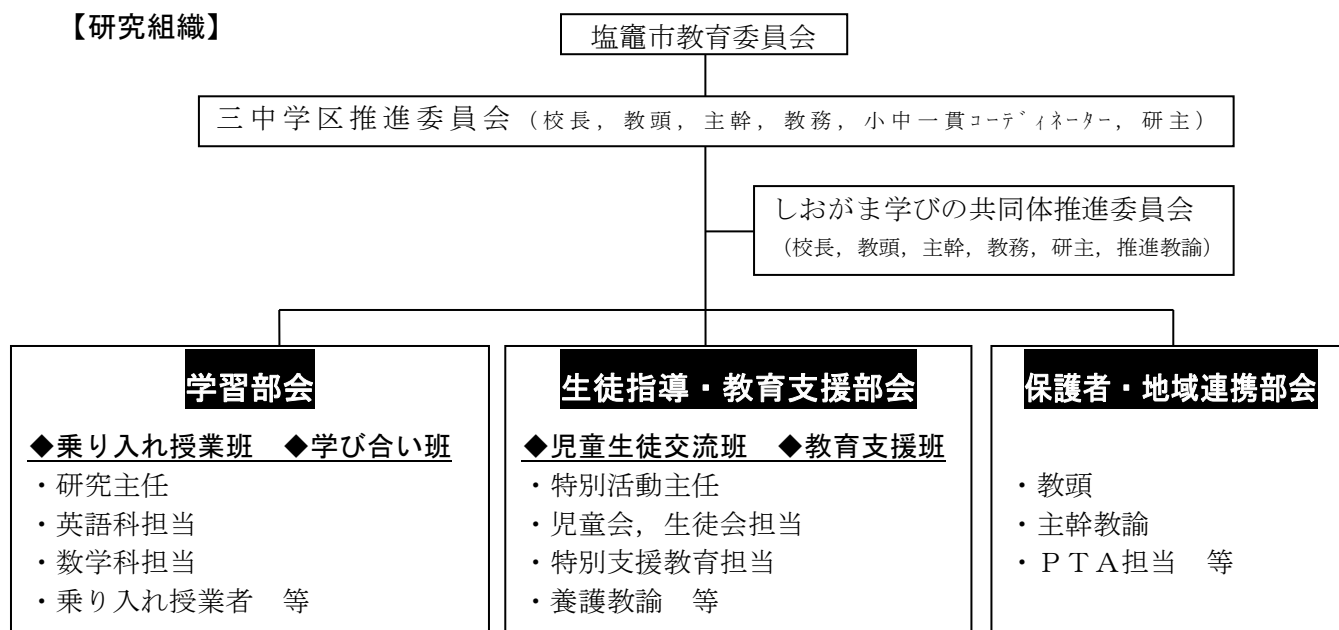 【研究組織】
塩竈市教育委員会
三中学区推進委員会（校長，教頭，主幹，教務，小中一貫ｺｰﾃﾞｨﾈｰﾀｰ，研主）
しおがま学びの共同体推進委員会
（校長，教頭，主幹，教務，研主，推進教諭）
学習部会
◆乗り入れ授業班　◆学び合い班
・研究主任
・英語科担当
・数学科担当
・乗り入れ授業者　等
生徒指導・教育支援部会
◆児童生徒交流班　◆教育支援班
・特別活動主任
・児童会，生徒会担当
・特別支援教育担当
・養護教諭　等
保護者・地域連携部会
・教頭
・主幹教諭
・ＰＴＡ担当　等